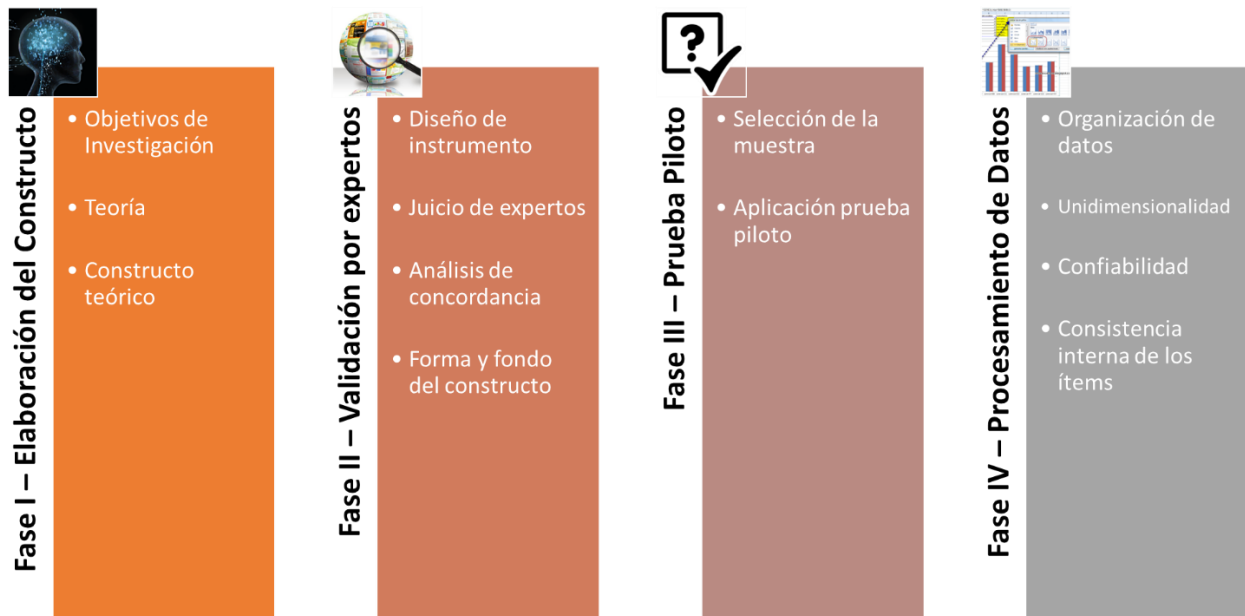 Fase I – Elaboración del Constructo
• Objetivos de
Investigación
• Teoría
• Constructo
teórico
Fase II – Validación por expertos
• Diseño de
instrumento
• Juicio de expertos
• Análisis de
concordancia
• Forma y fondo
del constructo
Fase III – Prueba Piloto
?
• Selección de la
muestra
• Aplicación prueba
piloto
Fase IV – Procesamiento de Datos
• Organización de
datos
• Unidimensionalidad
• Confiabilidad
• Consistencia
interna de los
ítems